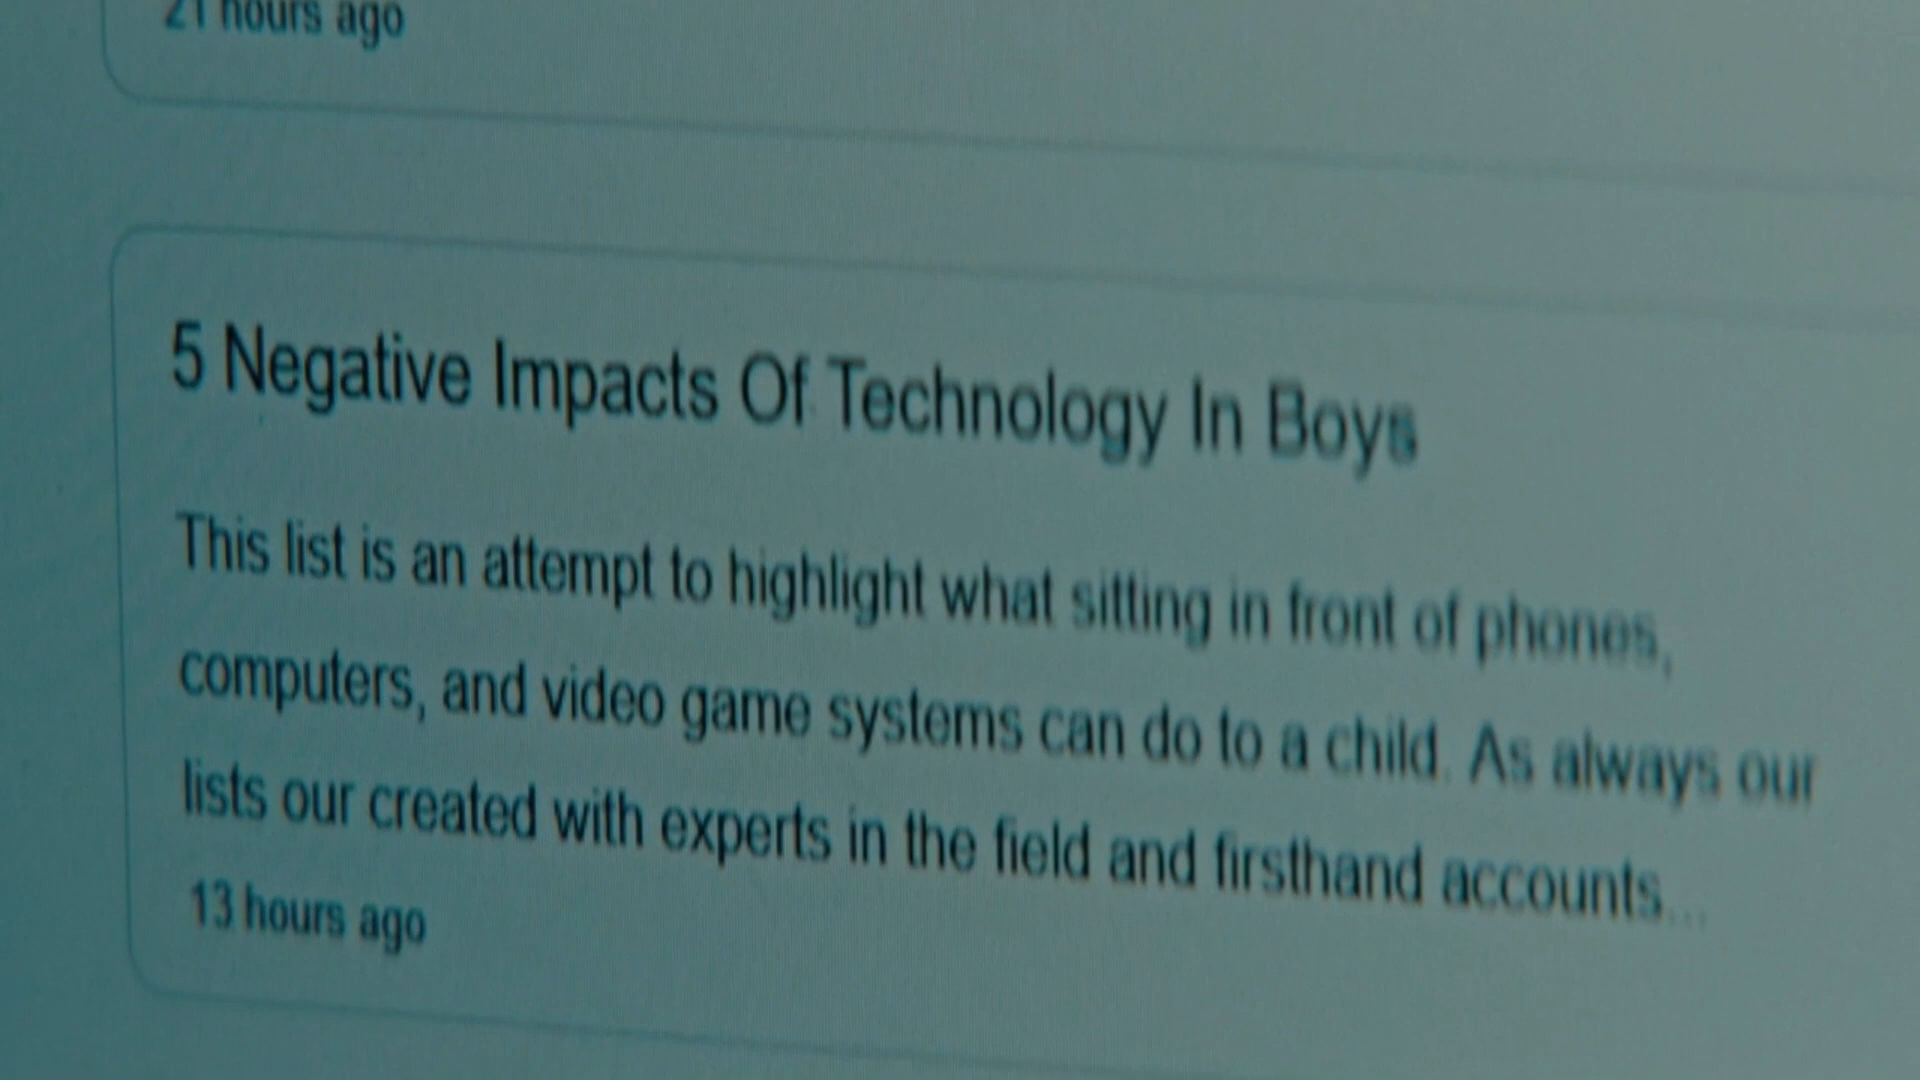 21 hours ago
5 Negative Impacts Of Technology In Boys
This list is an attempt to highlight what sitting in front of phones,
computers, and video game systems can do to a child. As always our
lists our created with experts in the field and firsthand accounts...
13 hours ago